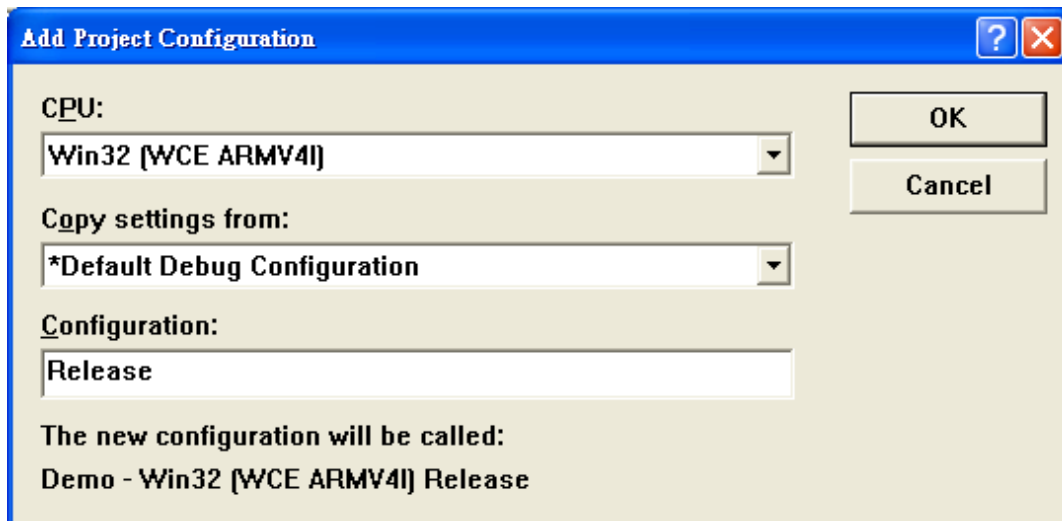 Add Project Configuration
CPU:
OK
Win32 (WCE ARMV4I)
Cancel
Copy settings from:
*Default Debug Configuration
Configuration:
Release
The new configuration will be called:
Demo - Win32 (WCE ARMV4I) Release